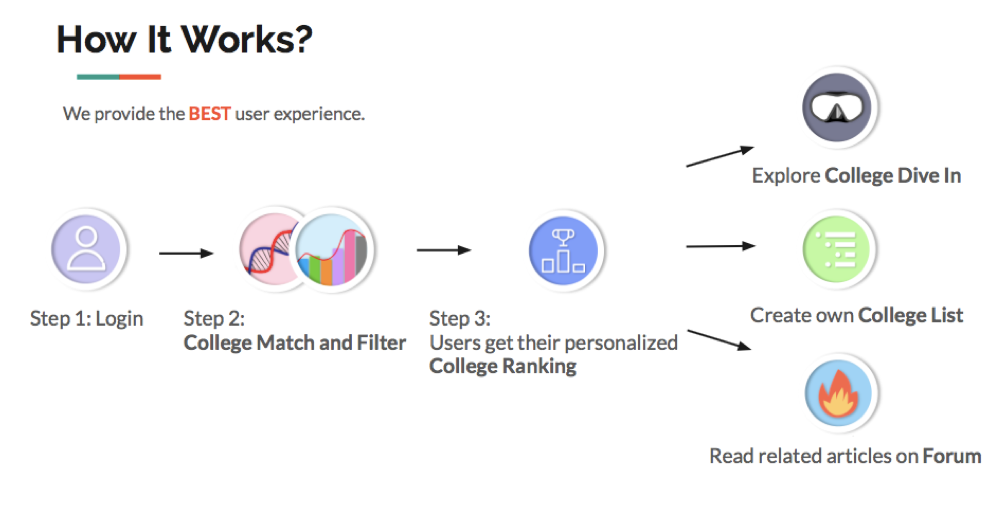 How It Works?
We provide the BEST user experience.
Explore College Dive In
Step 1: Login
Step 2:
College Match and Filter
Step 3:
Users get their personalized
College Ranking
Create own College List
Read related articles on Forum